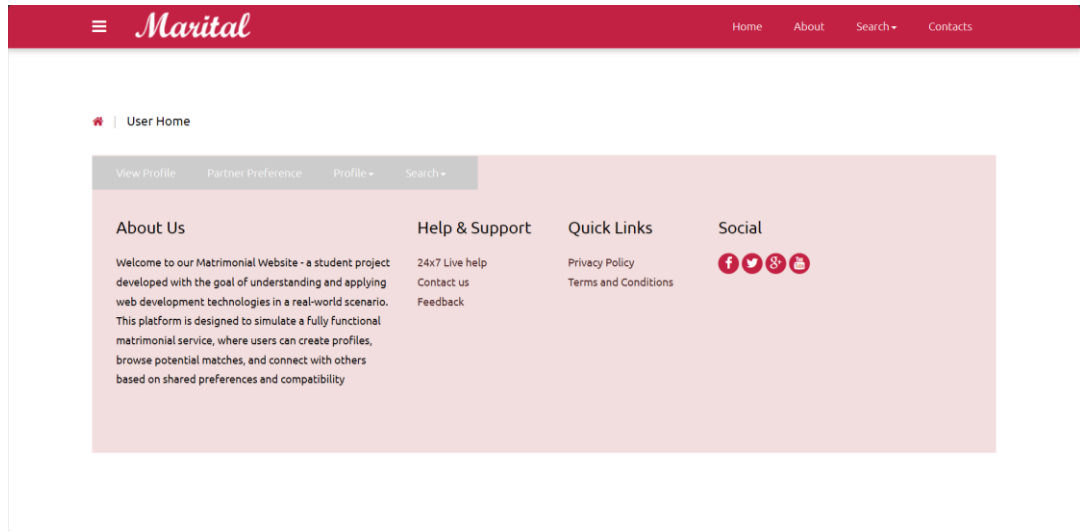 Marital
Home About Search Contacts
User Home
View Profile Partner Preference Profile Search
About Us
Welcome to our Matrimonial Website - a student project
developed with the goal of understanding and applying
web development technologies in a real-world scenario.
This platform is designed to simulate a fully functional
matrimonial service, where users can create profiles,
browse potential matches, and connect with others
based on shared preferences and compatibility
Help & Support
24x7 Live help
Contact us
Feedback
Quick Links
Privacy Policy
Terms and Conditions
Social